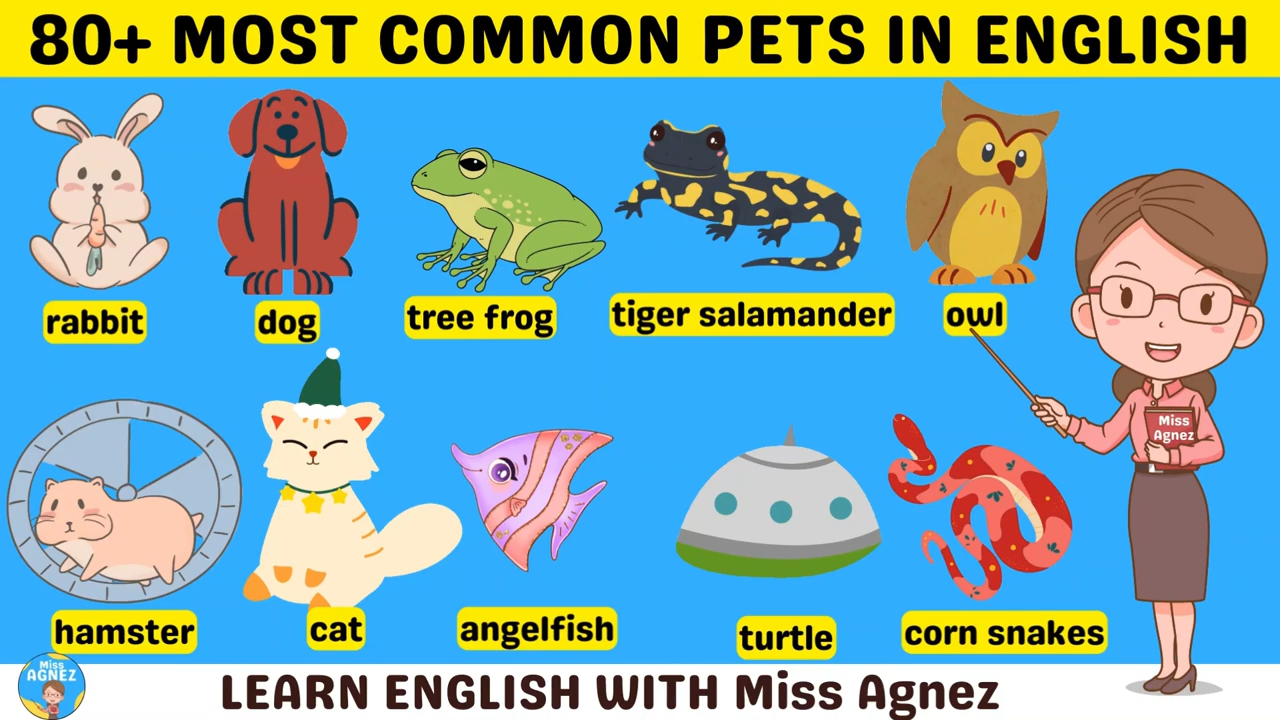 80+ MOST COMMON PETS IN ENGLISH
rabbit
dog
tree frog
tiger salamander
owl
Miss
Agnez
hamster
cat
angelfish
turtle
corn snakes
Miss
AGNEZ
LEARN ENGLISH WITH Miss Agnez